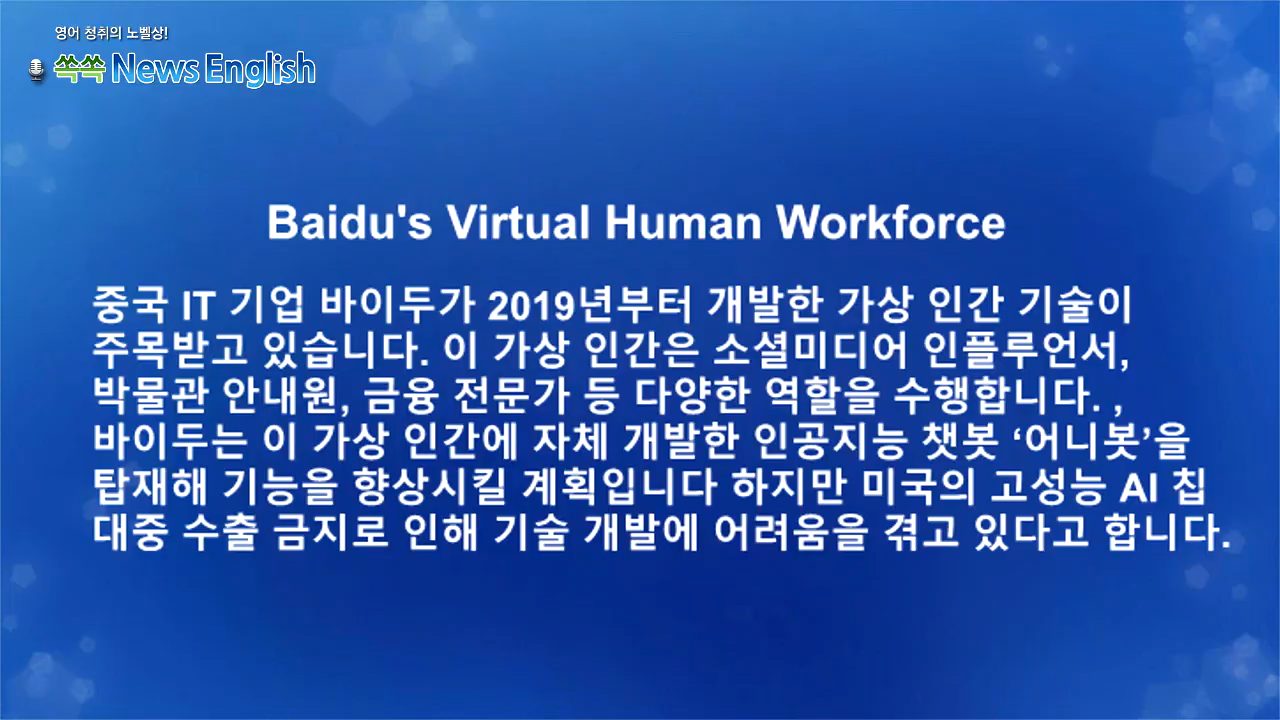 영어 청취의 노벨상!
쏙쏙 News English
Baidu's Virtual Human Workforce
중국 IT 기업 바이두가 2019년부터 개발한 가상 인간 기술이
주목받고 있습니다. 이 가상 인간은 소셜미디어 인플루언서,
박물관 안내원, 금융 전문가 등 다양한 역할을 수행합니다. ,
바이두는 이 가상 인간에 자체 개발한 인공지능 챗봇 ‘어니봇’을
탑재해 기능을 향상시킬 계획입니다 하지만 미국의 고성능 AI 칩
대중 수출 금지로 인해 기술 개발에 어려움을 겪고 있다고 합니다.